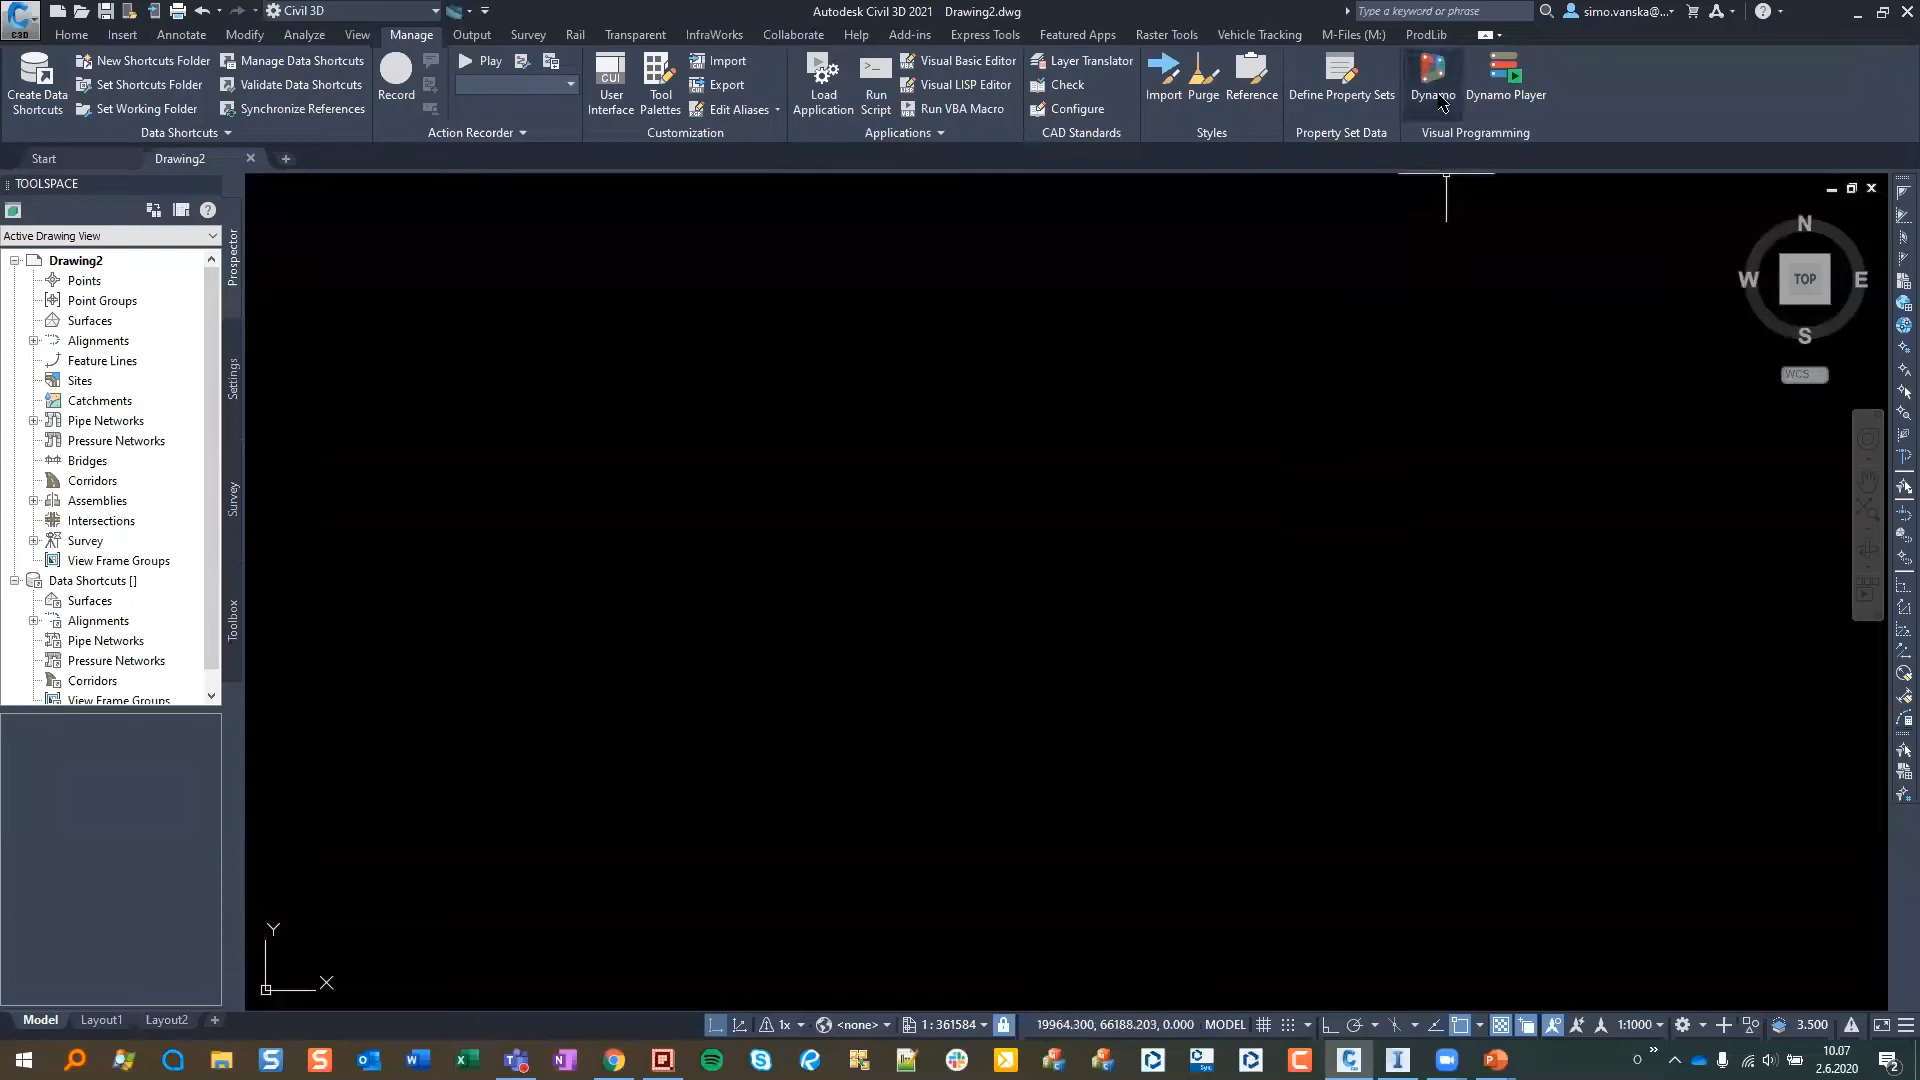 C3D
Civil 3D
Autodesk Civil 3D 2021 Drawing2.dwg
Type a keyword or phrase
simo.vanska@...
Home Insert Annotate Modify Analyze View Manage Output Survey Rail Transparent InfraWorks Collaborate Help Add-ins Express Tools Featured Apps Raster Tools Vehicle Tracking M-Files (M:) ProdLib
Create Data Shortcuts
New Shortcuts Folder
Set Shortcuts Folder
Set Working Folder
Manage Data Shortcuts
Validate Data Shortcuts
Synchronize References
Data Shortcuts
Record
Play
Action Recorder
CUI
User Interface
Tool Palettes
Import
Export
Edit Aliases
Customization
Load Application
Run Script
Visual Basic Editor
Visual LISP Editor
Run VBA Macro
Applications
Layer Translator
Check
Configure
CAD Standards
Import
Purge
Reference
Styles
Define Property Sets
Property Set Data
Dynamo
Dynamo Player
Visual Programming
Start
Drawing2
TOOLSPACE
Active Drawing View
Drawing2
Points
Point Groups
Surfaces
Alignments
Feature Lines
Sites
Catchments
Pipe Networks
Pressure Networks
Bridges
Corridors
Assemblies
Intersections
Survey
View Frame Groups
Data Shortcuts []
Surfaces
Alignments
Pipe Networks
Pressure Networks
Corridors
View Frame Groups
Prospector
Settings
Survey
Toolbox
N
W
TOP
E
S
WCS
Y
X
Model Layout1 Layout2
1x
<none>
1 : 361584
19964.300, 66188.203, 0.000 MODEL
1:1000
3.500
10.07
2.6.2020
2